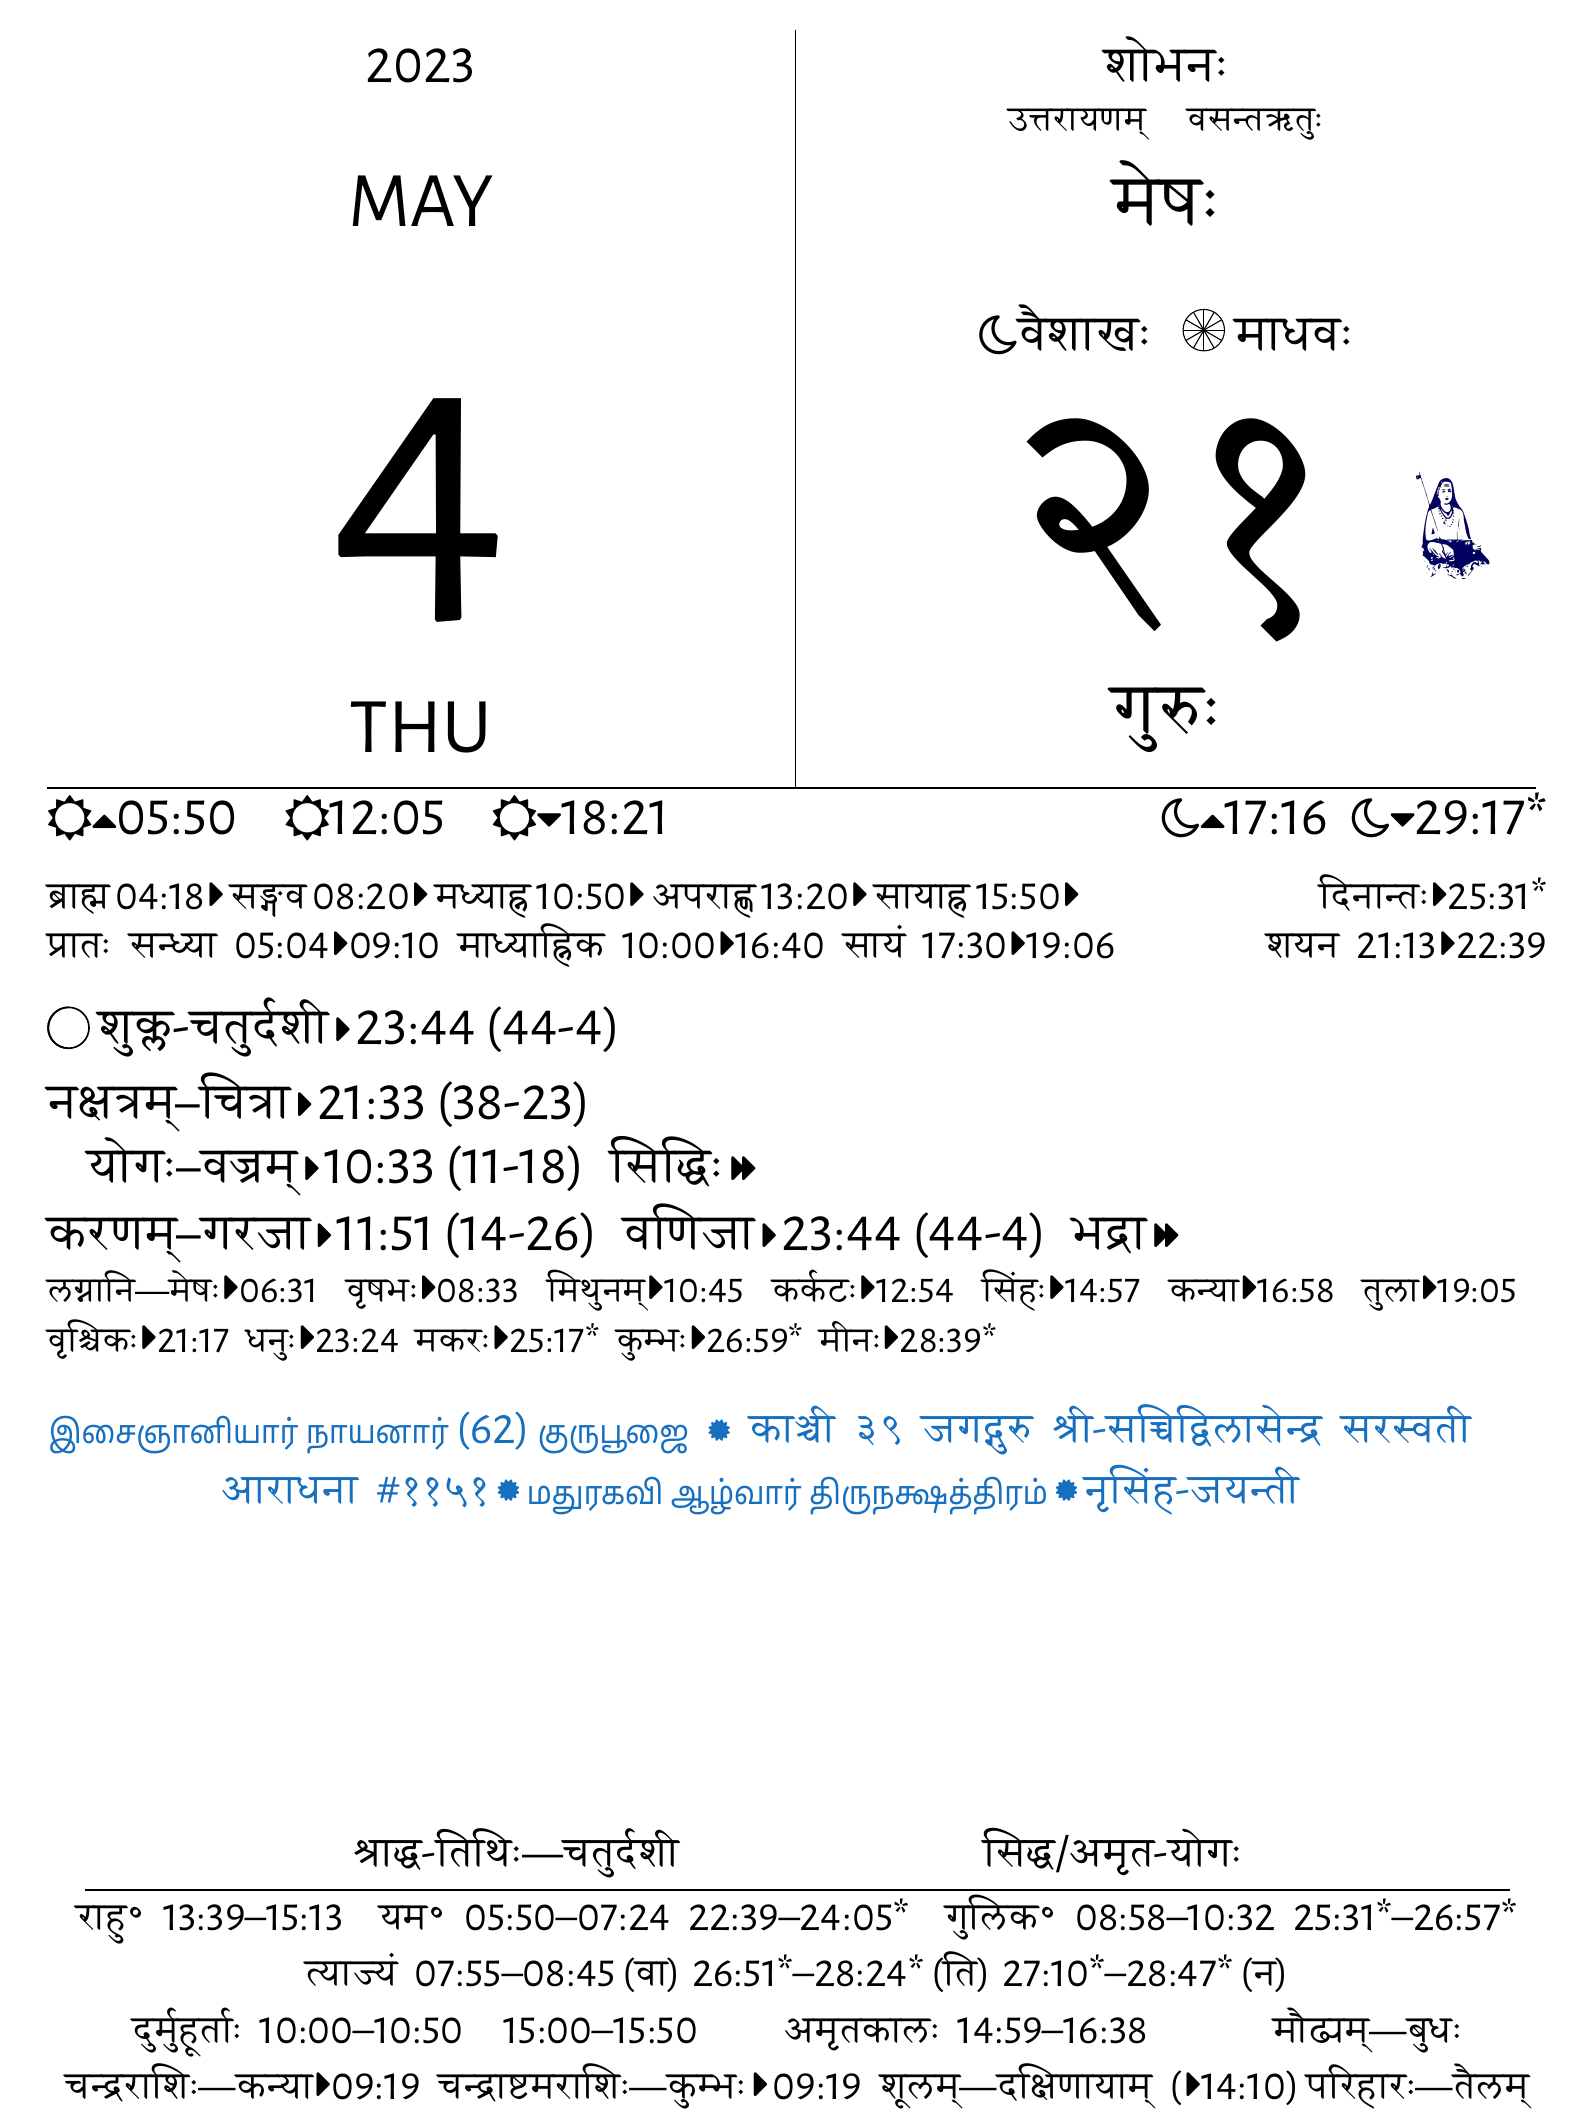 2023
MAY
4
THU
शोभनः
उत्तरायणम् वसन्तऋतुः
मेषः
वैशाखः माधवः
२१
गुरुः
05:50 12:05 18:21 17:16 29:17*
ब्राह्म 04:18 सङ्गव 08:20 मध्याह्न 10:50 अपराह्ण 13:20 सायाह्न 15:50 दिनान्तः 25:31*
प्रातः सन्ध्या 05:04 09:10 माध्याह्निक 10:00 16:40 सायं 17:30 19:06 शयन 21:13 22:39
शुक्ल-चतुर्दशी 23:44 (44-4)
नक्षत्रम्–चित्रा 21:33 (38-23)
योगः–वज्रम् 10:33 (11-18) सिद्धिः
करणम्–गरजा 11:51 (14-26) वणिजा 23:44 (44-4) भद्रा
लग्नानि—मेषः 06:31 वृषभः 08:33 मिथुनम् 10:45 कर्कटः 12:54 सिंहः 14:57 कन्या 16:58 तुला 19:05
वृश्चिकः 21:17 धनुः 23:24 मकरः 25:17* कुम्भः 26:59* मीनः 28:39*
இசைஞானியார் நாயனார் (62) குருபூஜை ✹ काञ्ची ३९ जगद्गुरु श्री-सच्चिद्विलासेन्द्र सरस्वती
आराधना #११५१ ✹ மதுரகவி ஆழ்வார் திருநக்ஷத்திரம் ✹ नृसिंह-जयन्ती
श्राद्ध-तिथिः—चतुर्दशी सिद्ध/अमृत-योगः
राहु॰ 13:39–15:13 यम॰ 05:50–07:24 22:39–24:05* गुलिक॰ 08:58–10:32 25:31*–26:57*
त्याज्यं 07:55–08:45 (वा) 26:51*–28:24* (ति) 27:10*–28:47* (न)
दुर्मुहूर्ताः 10:00–10:50 15:00–15:50 अमृतकालः 14:59–16:38 मौढ्यम्—बुधः
चन्द्रराशिः—कन्या 09:19 चन्द्राष्टमराशिः—कुम्भः 09:19 शूलम्—दक्षिणायाम् (14:10) परिहारः—तैलम्